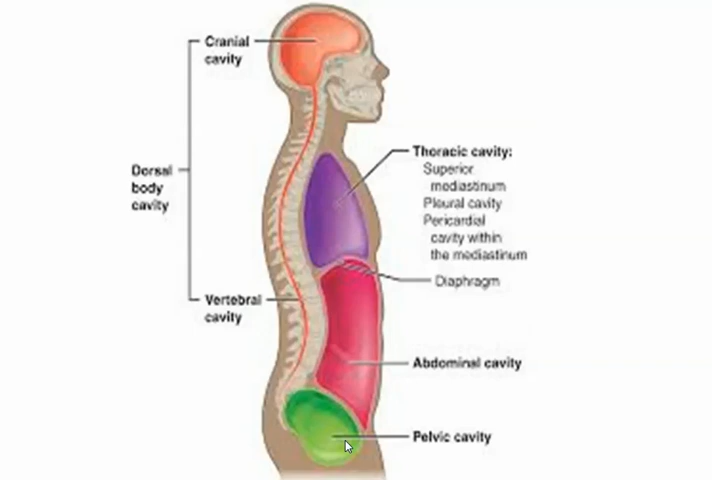 Cranial
cavity
Dorsal
body
cavity
Vertebral
cavity
Thoracic cavity:
Superior
mediastinum
Pleural cavity
Pericardial
cavity within
the mediastinum
Diaphragm
Abdominal cavity
Pelvic cavity